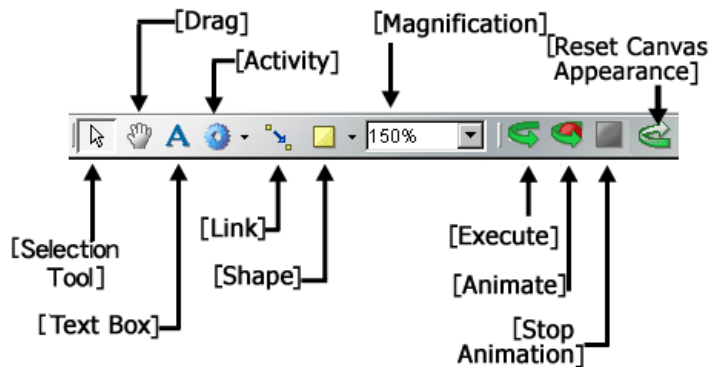 [Drag]
[Magnification]
[Reset Canvas
Appearance]
[Activity]
A
150%
[Link]
[Execute]
[Selection
Tool]
[Shape]
[Animate]
[Text Box]
[Stop
Animation]